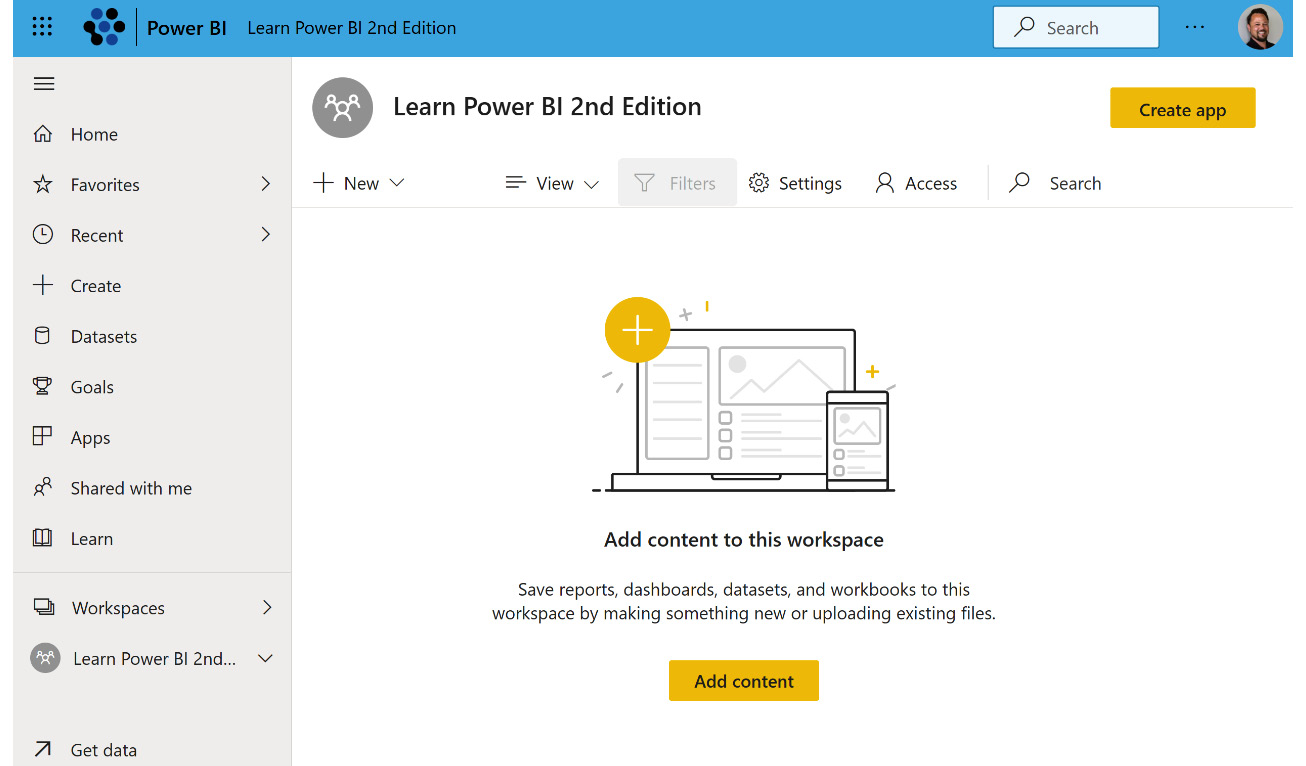 Power BI Learn Power BI 2nd Edition Search ...
Learn Power BI 2nd Edition
Create app
Home
Favorites
Recent
Create
Datasets
Goals
Apps
Shared with me
Learn
Workspaces
Learn Power BI 2nd...
Get data
New View Filters Settings Access Search
Add content to this workspace
Save reports, dashboards, datasets, and workbooks to this
workspace by making something new or uploading existing files.
Add content